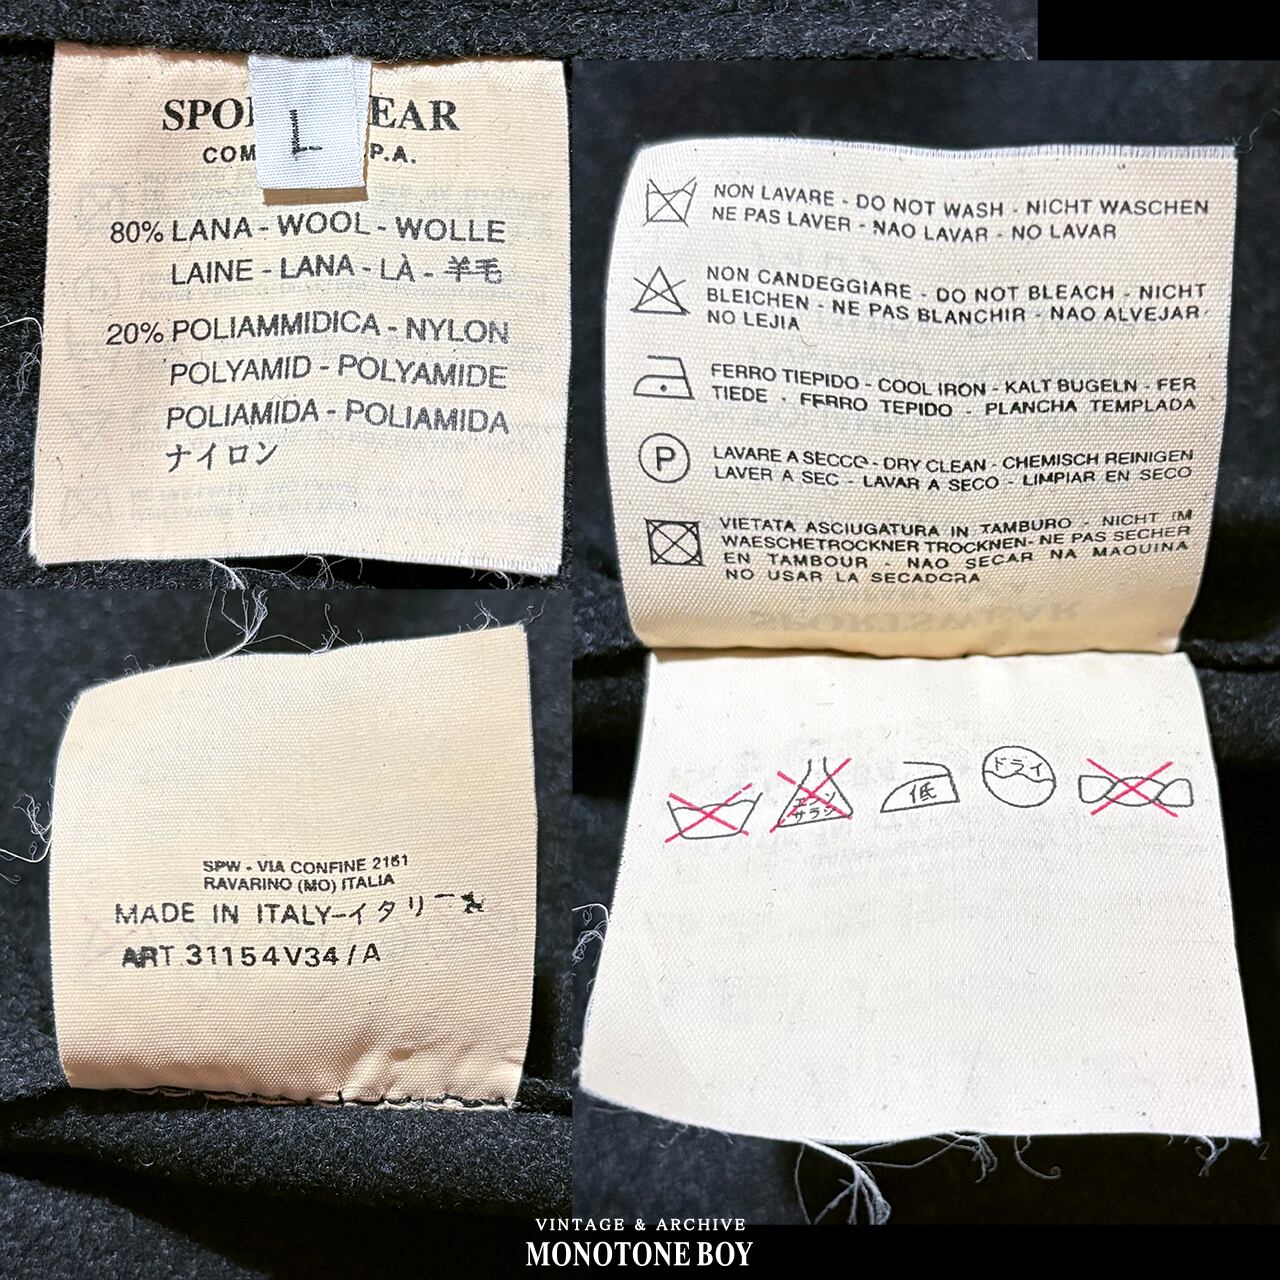 L
80% LANA - WOOL - WOLLE
LAINE - LANA - LÀ - 羊毛
20% POLIAMMIDICA - NYLON
POLYAMID - POLYAMIDE
POLIAMIDA - POLIAMIDA
ナイロン
NON LAVARE - DO NOT WASH - NICHT WASCHEN
NE PAS LAVER - NAO LAVAR - NO LAVAR
NON CANDEGGIARE - DO NOT BLEACH - NICHT
BLEICHEN - NE PAS BLANCHIR - NAO ALVEJAR
NO LEJIA
FERRO TIEPIDO - COOL IRON - KALT BUGELN - FER
TIEDE - FERRO TEPIDO - PLANCHA TEMPLADA
P
LAVARE A SECCO - DRY CLEAN - CHEMISCH REINIGEN
LAVER A SEC - LAVAR A SECO - LIMPIAR EN SECO
VIETATA ASCIUGATURA IN TAMBURO - NICHT IM
WAESCHETROCKNER TROCKNEN- NE PAS SECHER
EN TAMBOUR - NAO SECAR NA MAQUINA
NO USAR LA SECADORA
エンソ
サラシ
低
ドライ
SPW - VIA CONFINE 2161
RAVARINO (MO) ITALIA
MADE IN ITALY-イタリー
ART 31154V34/A
VINTAGE & ARCHIVE
MONOTONE BOY